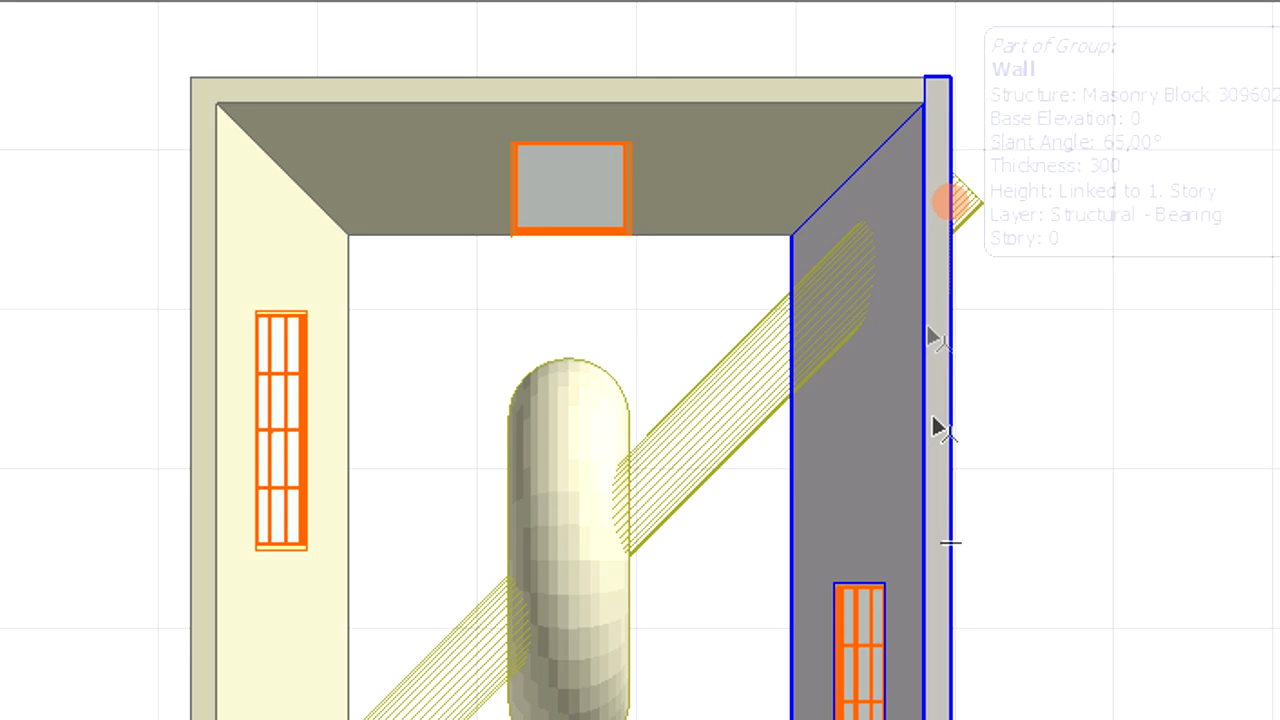 Part of Group:
Wall
Structure: Masonry Block 309602
Base Elevation: 0
Slant Angle: 65,00°
Thickness: 300
Height: Linked to 1. Story
Layer: Structural - Bearing
Story: 0